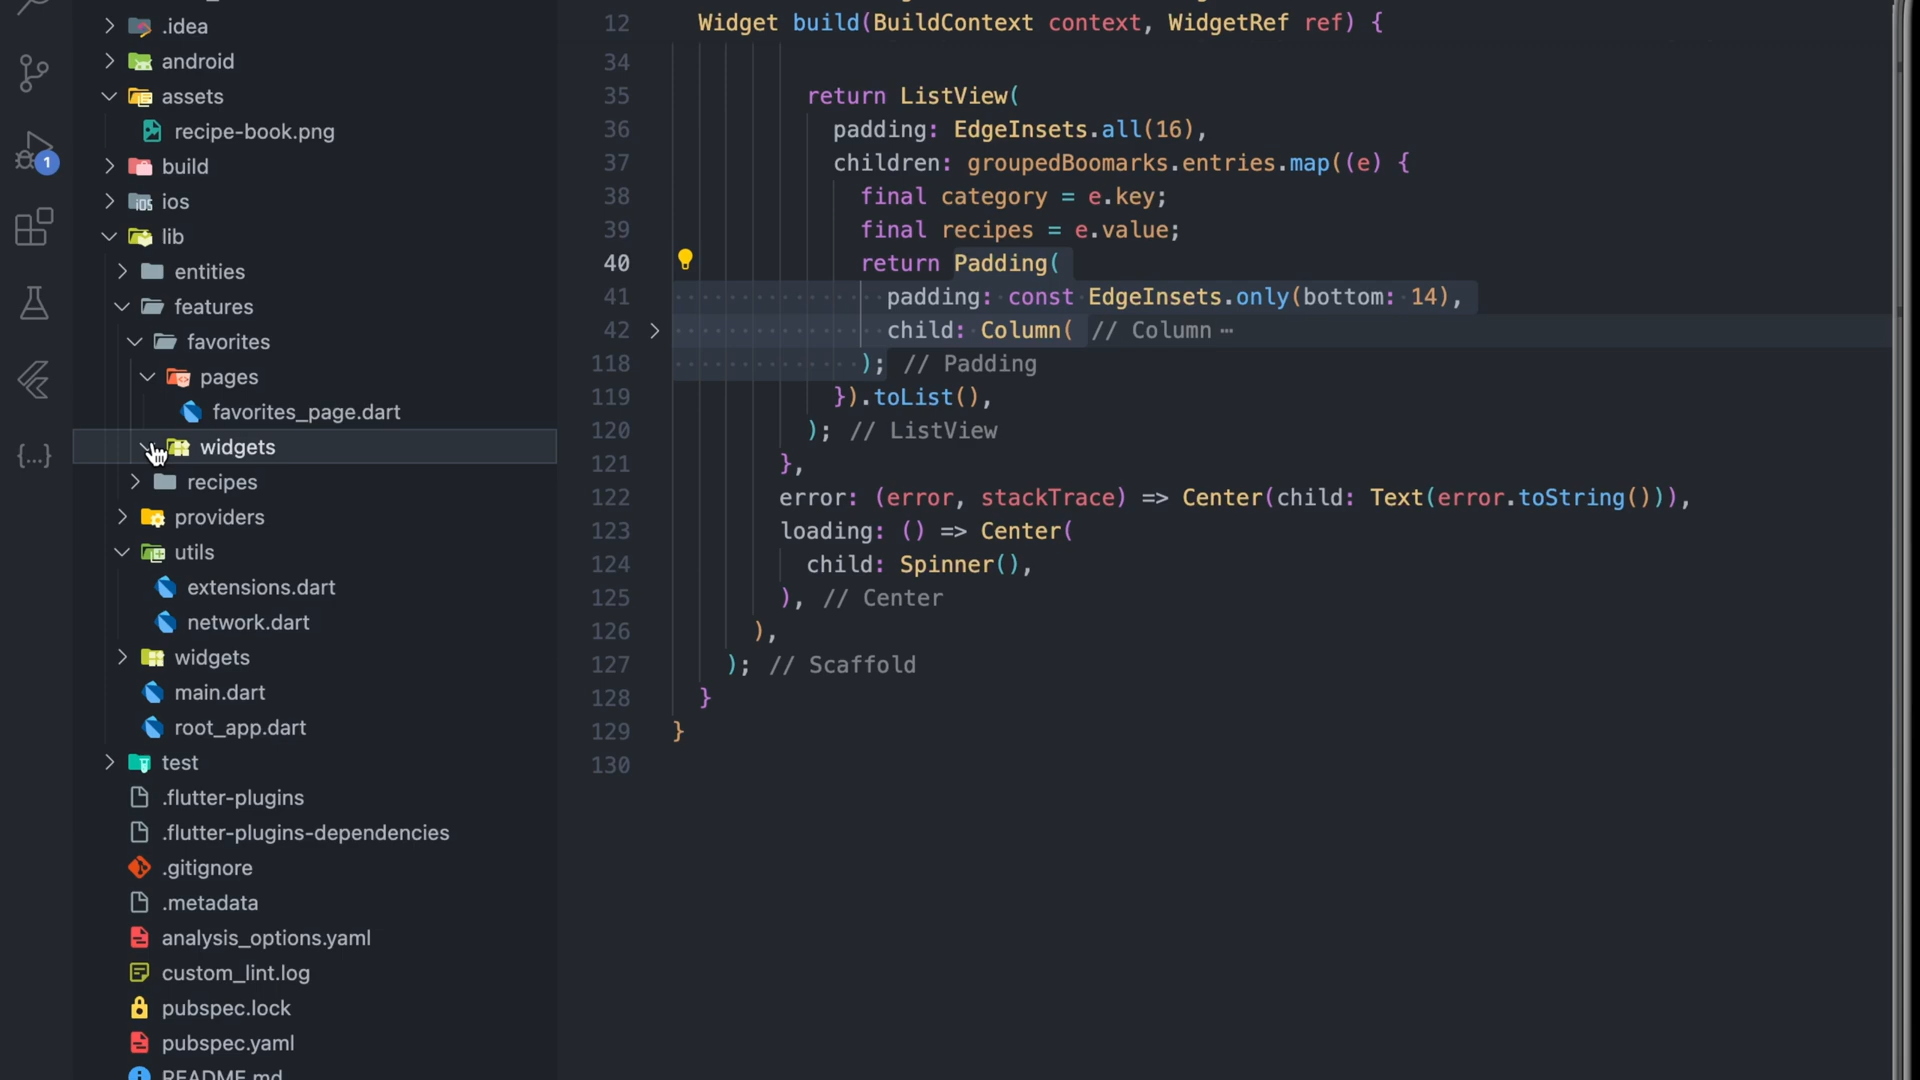 .idea
android
assets
recipe-book.png
build
ios
lib
entities
features
favorites
pages
favorites_page.dart
widgets
recipes
providers
utils
extensions.dart
network.dart
widgets
main.dart
root_app.dart
test
.flutter-plugins
.flutter-plugins-dependencies
.gitignore
.metadata
analysis_options.yaml
custom_lint.log
pubspec.lock
pubspec.yaml
README.md
1
12 Widget build(BuildContext context, WidgetRef ref) {
34
35 return ListView(
36 padding: EdgeInsets.all(16),
37 children: groupedBoomarks.entries.map((e) {
38 final category = e.key;
39 final recipes = e.value;
40 return Padding(
41 padding: const EdgeInsets.only(bottom: 14),
42 child: Column( // Column ⋯
118 ); // Padding
119 }).toList(),
120 ); // ListView
121 },
122 error: (error, stackTrace) => Center(child: Text(error.toString())),
123 loading: () => Center(
124 child: Spinner(),
125 ), // Center
126 ),
127 ); // Scaffold
128 }
129 }
130